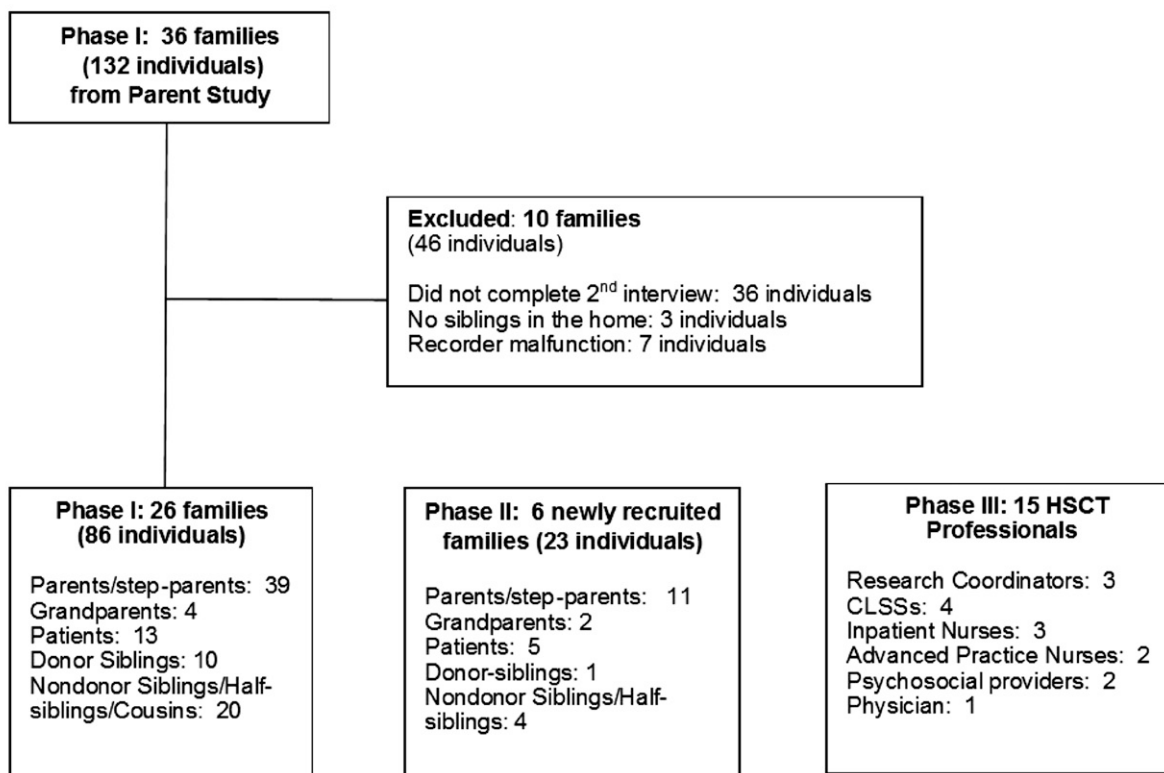 Phase I: 36 families
(132 individuals)
from Parent Study
Excluded: 10 families
(46 individuals)
Did not complete 2nd interview: 36 individuals
No siblings in the home: 3 individuals
Recorder malfunction: 7 individuals
Phase I: 26 families
(86 individuals)
Parents/step-parents: 39
Grandparents: 4
Patients: 13
Donor Siblings: 10
Nondonor Siblings/Half-
siblings/Cousins: 20
Phase II: 6 newly recruited
families (23 individuals)
Parents/step-parents: 11
Grandparents: 2
Patients: 5
Donor-siblings: 1
Nondonor Siblings/Half-
siblings: 4
Phase III: 15 HSCT
Professionals
Research Coordinators: 3
CLSSs: 4
Inpatient Nurses: 3
Advanced Practice Nurses: 2
Psychosocial providers: 2
Physician: 1